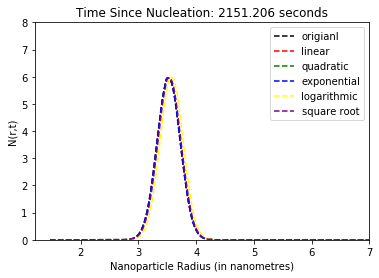 Time Since Nucleation: 2151.206 seconds
8
7
6
5
4
3
2
1
0
N(r,t)
origianl
linear
quadratic
exponential
logarithmic
square root
2 3 4 5 6 7
Nanoparticle Radius (in nanometres)